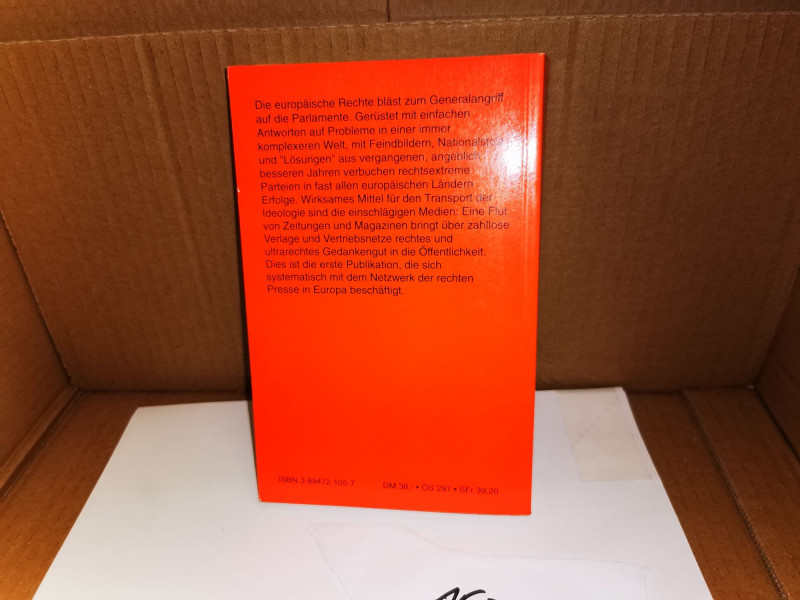 Die europäische Rechte bläst zum Generalangriff
auf die Parlamente. Gerüstet mit einfachen
Antworten auf Probleme in einer immer
komplexeren Welt, mit Feindbildern,
und "Lösungen" aus vergangenen, angeblich
besseren Jahren verbuchen rechtsextreme
Parteien in fast allen europäischen Ländern
Erfolge. Wirksames Mittel für den Transport der
Ideologie sind die einschlägigen Medien: Eine Flut
von Zeitungen und Magazinen bringt über zahllose
Verlage und Vertriebsnetze rechtes und
ultrarechtes Gedankengut in die Öffentlichkeit.
Dies ist die erste Publikation, die sich
systematisch mit dem Netzwerk der rechten
Presse in Europa beschäftigt.
ISBN 3-89472-105-7 DM 38,- • ÖS 297 • SFr 39,20